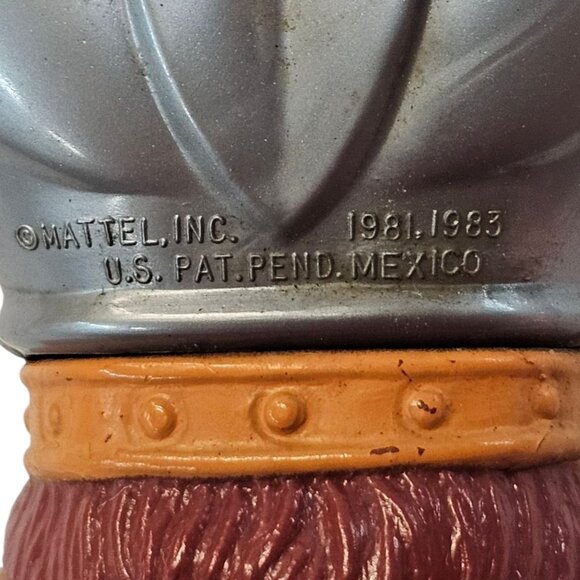 ©MATTEL, INC. 1981, 1983
U.S. PAT. PEND. MEXICO